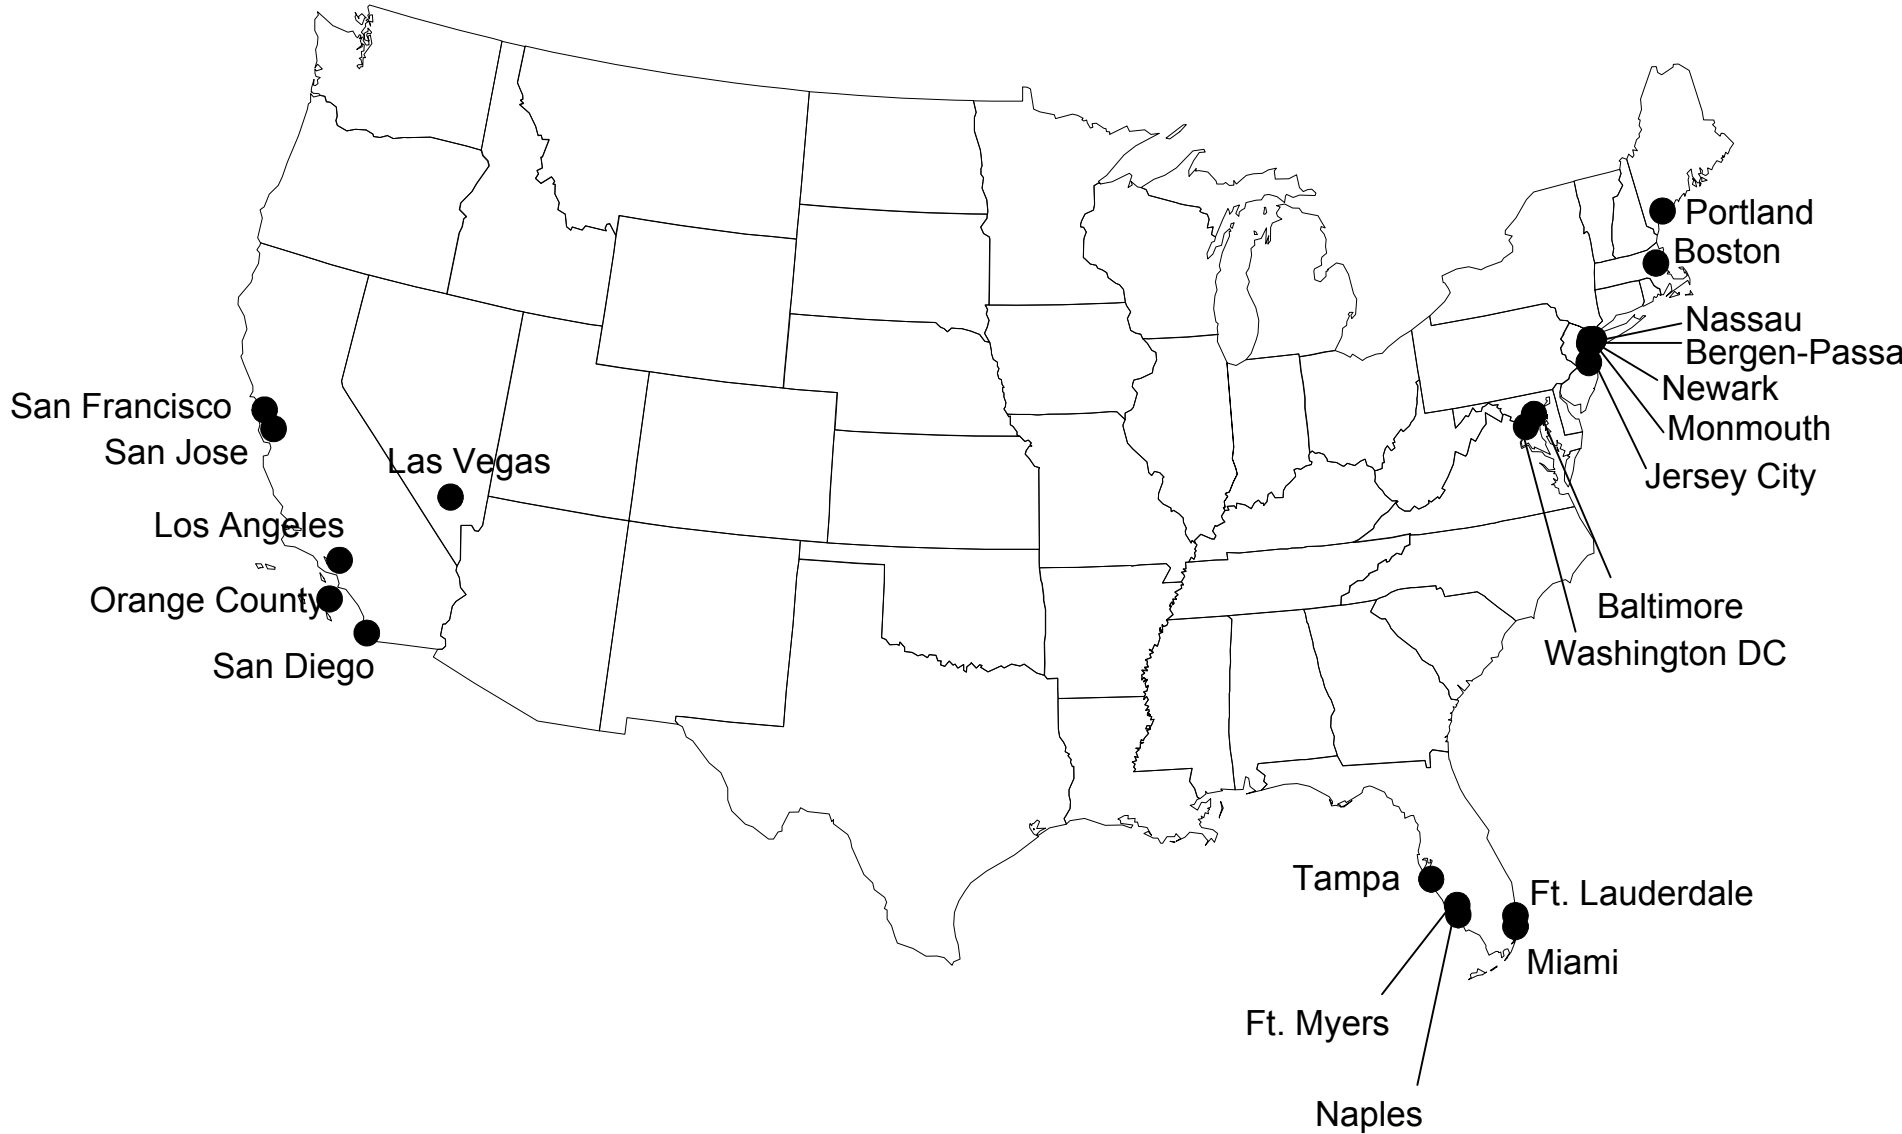 Portland
Boston
Nassau
Bergen-Passa
Newark
San Francisco
Monmouth
San Jose
Las Vegas
Jersey City
Los Angeles
Orange County
Baltimore
Washington DC
San Diego
Tampa
Ft. Lauderdale
Miami
Ft. Myers
Naples